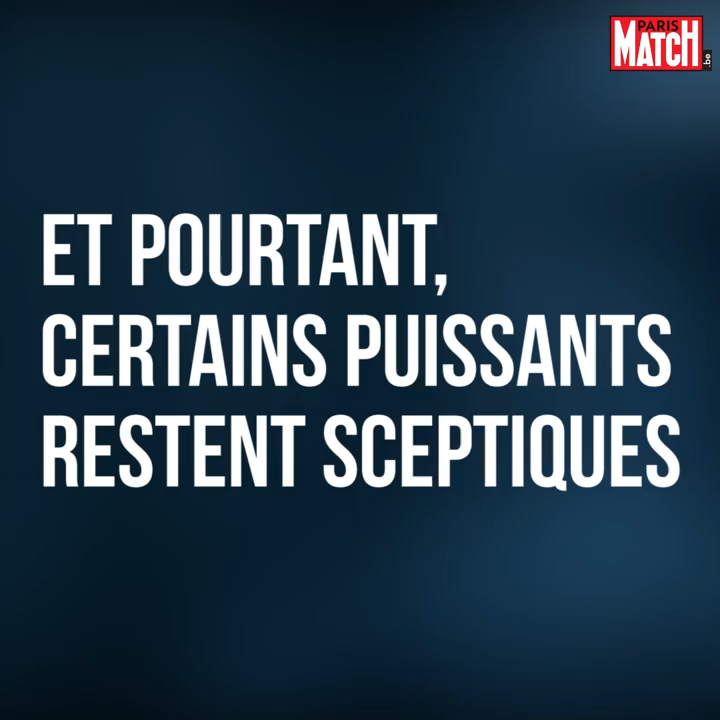 PARIS
MATCH
.be
ET POURTANT,
CERTAINS PUISSANTS
RESTENT SCEPTIQUES